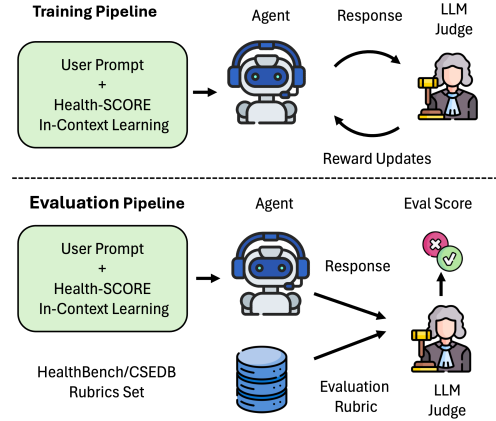 Training Pipeline
Agent
Response
LLM
Judge
User Prompt
+
Health-SCORE
In-Context Learning
Reward Updates
Evaluation Pipeline
Agent
Eval Score
User Prompt
+
Health-SCORE
In-Context Learning
Response
HealthBench/CSEDB
Rubrics Set
Evaluation
Rubric
LLM
Judge